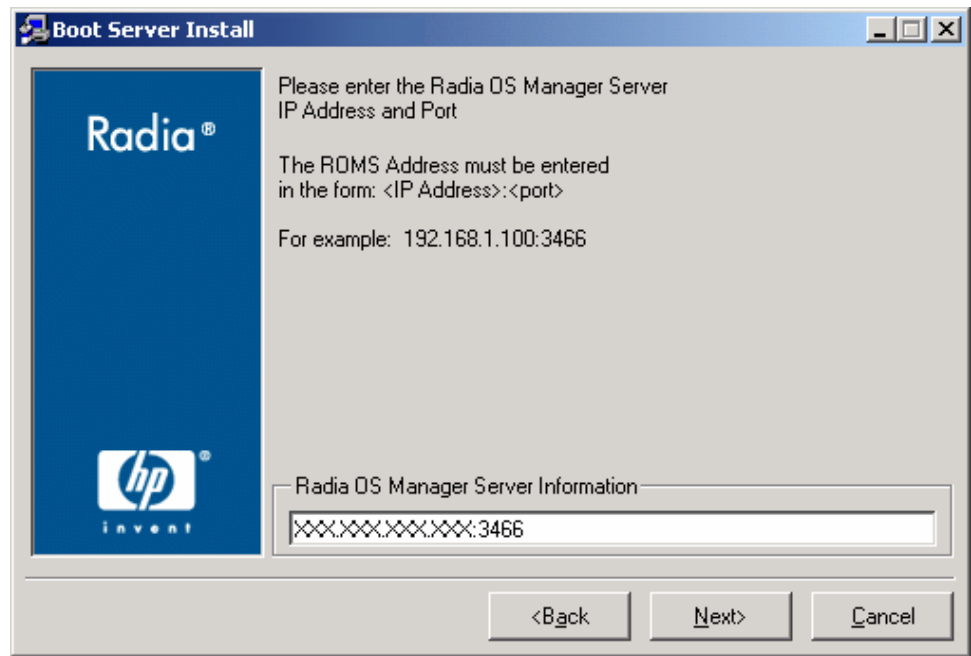 Boot Server Install
Radia®
Please enter the Radia OS Manager Server
IP Address and Port
The ROMS Address must be entered
in the form: <IP Address>:<port>
For example: 192.168.1.100:3466
hp®
invent
Radia OS Manager Server Information
XXX.XXX.XXX.XXX:3466
<Back
Next>
Cancel